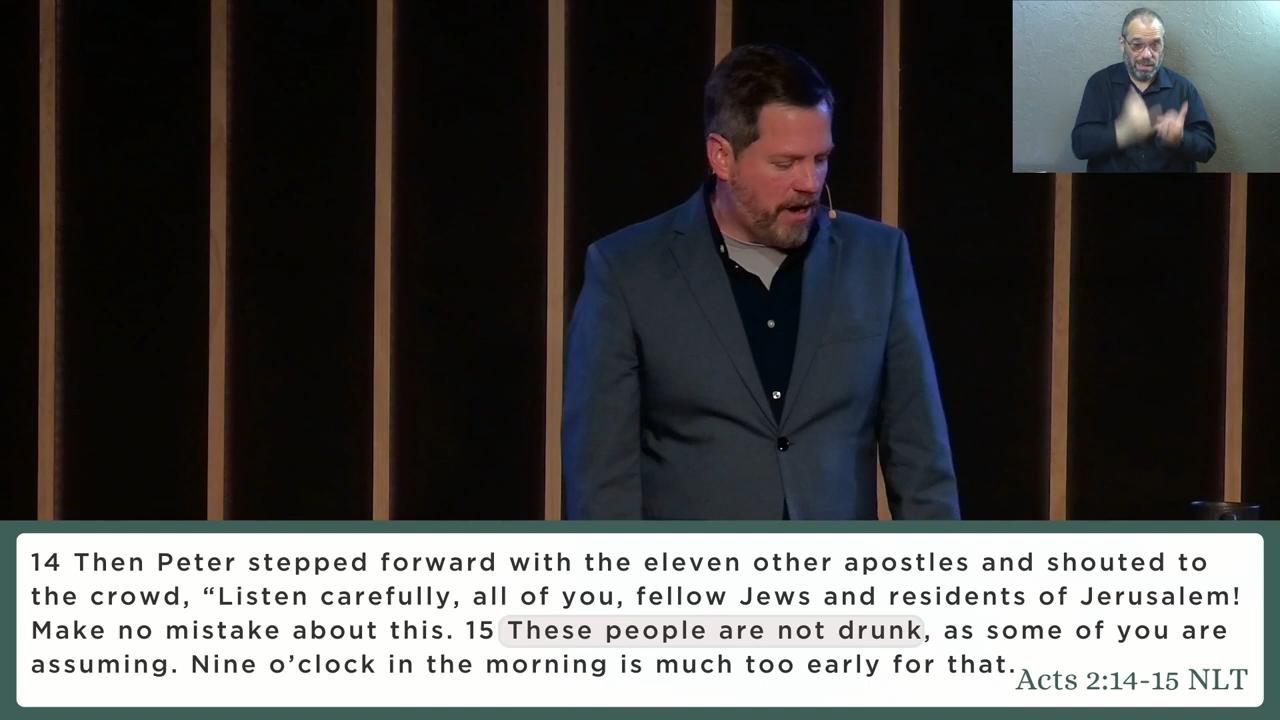 14 Then Peter stepped forward with the eleven other apostles and shouted to
the crowd, “Listen carefully, all of you, fellow Jews and residents of Jerusalem!
Make no mistake about this. 15 These people are not drunk, as some of you are
assuming. Nine o’clock in the morning is much too early for that.
Acts 2:14-15 NLT